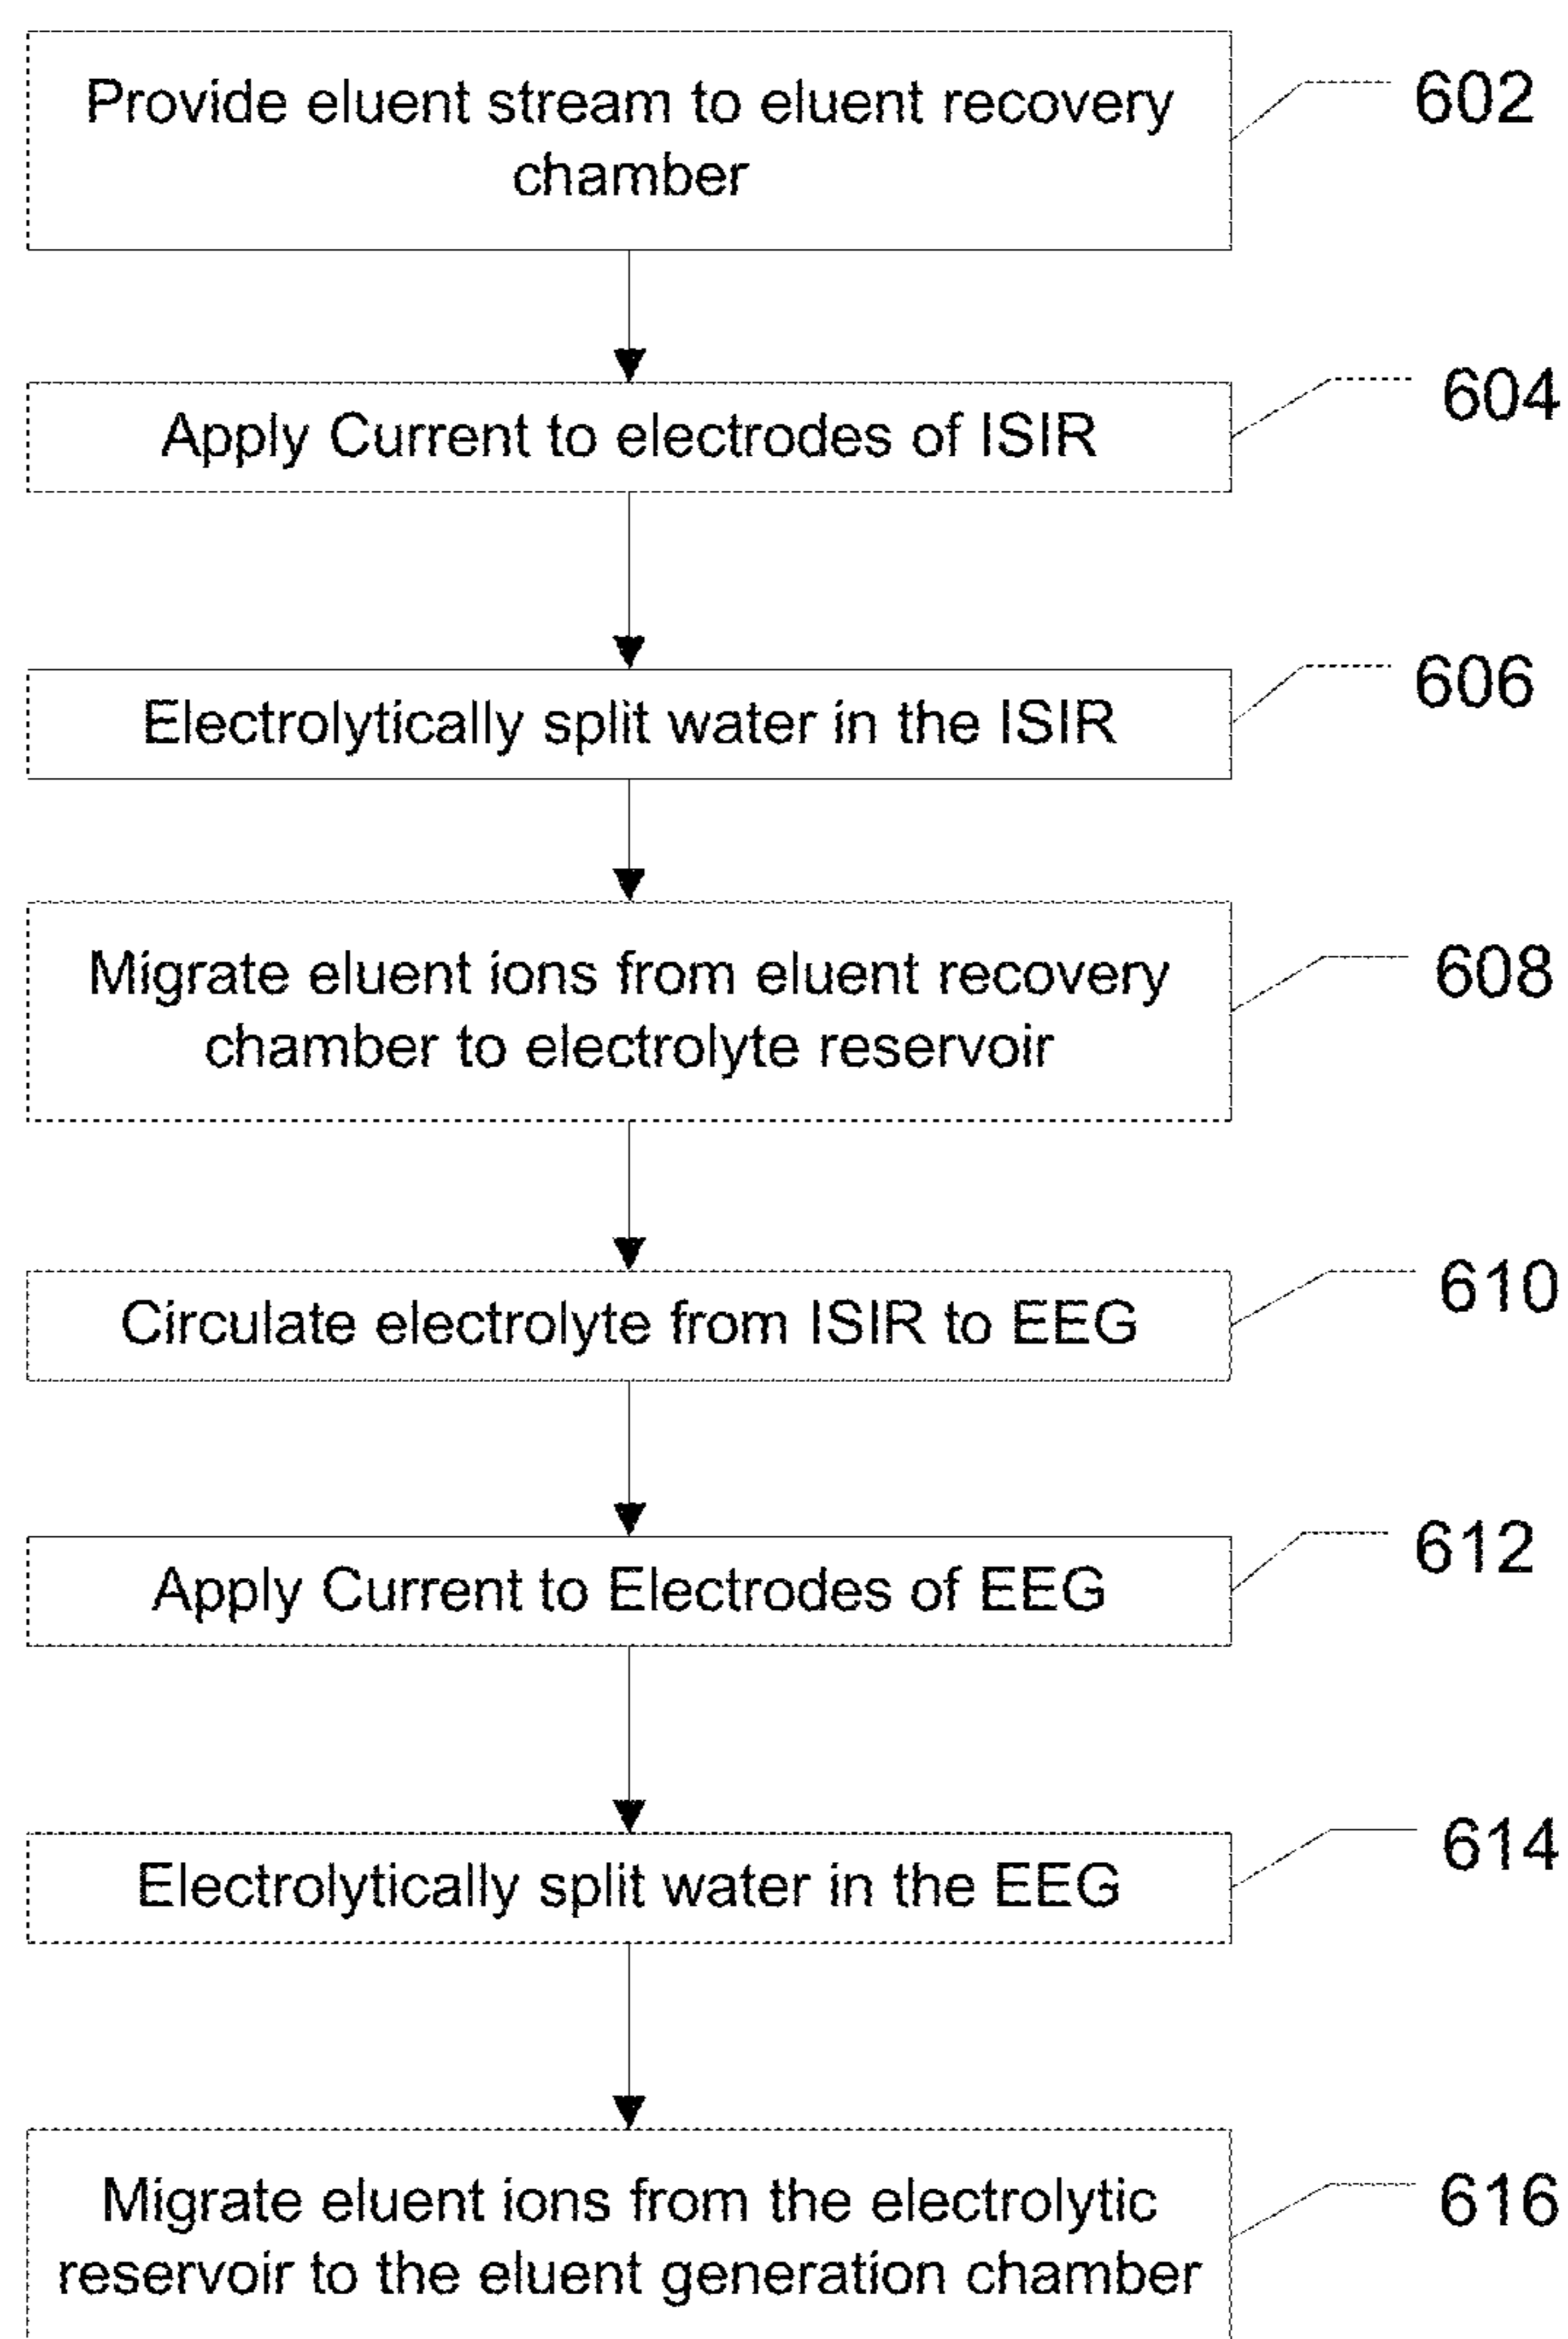 Provide eluent stream to eluent recovery
chamber
602
Apply Current to electrodes of ISIR
604
Electrolytically split water in the ISIR
606
Migrate eluent ions from eluent recovery
chamber to electrolyte reservoir
608
Circulate electrolyte from ISIR to EEG
610
Apply Current to Electrodes of EEG
612
Electrolytically split water in the EEG
614
Migrate eluent ions from the electrolytic
reservoir to the eluent generation chamber
616